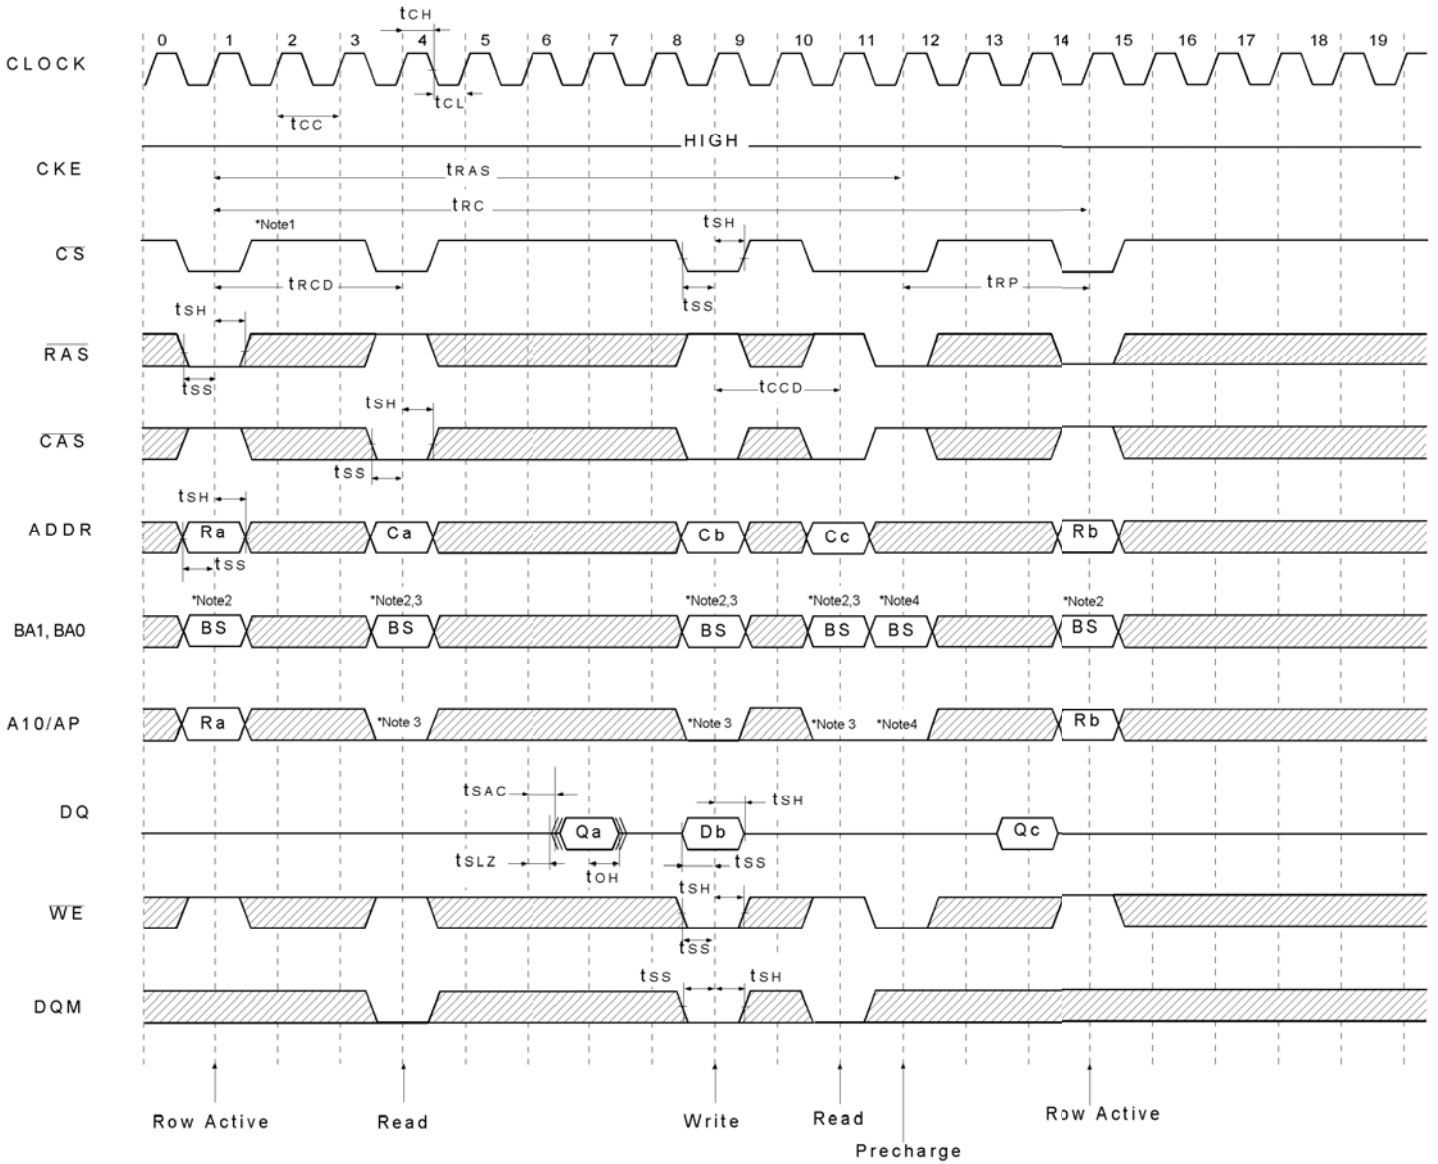 tCH
0 1 2 3 4 5 6 7 8 9 10 11 12 13 14 15 16 17 18 19
CLOCK
tCL
tCC
HIGH
CKE
tRAS
tRC
*Note1
tSH
CS
tRCD
tRP
tSS
tSH
RAS
tSS
tCCD
tSH
CAS
tSS
tSH
ADDR
Ra Ca Cb Cc Rb
tSS
*Note2 *Note2,3 *Note2,3 *Note2,3 *Note4 *Note2
BA1, BA0
BS BS BS BS BS BS
A10/AP
Ra *Note 3 *Note 3 *Note 3 *Note4 Rb
tSAC
tSH
DQ
Qa Db Qc
tSLZ
tOH
tSS
tSH
WE
tSS
tSS tSH
DQM
Row Active Read Write Read Row Active
Precharge